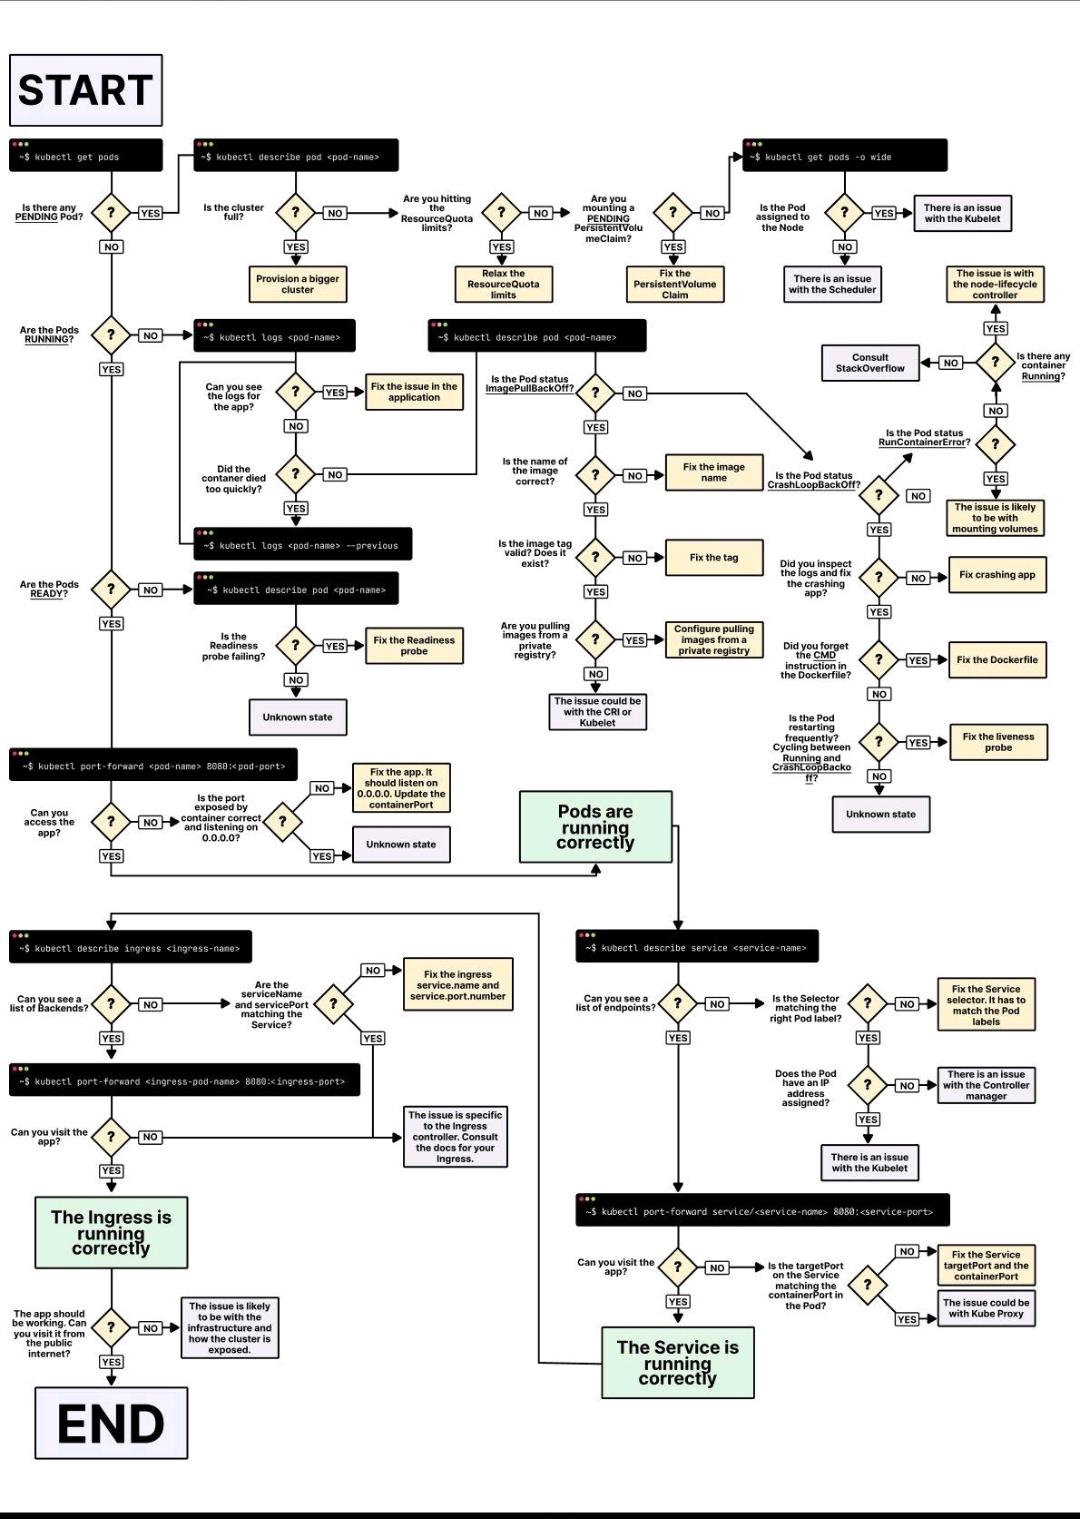 START
~$ kubectl get pods
~$ kubectl describe pod <pod-name>
~$ kubectl get pods -o wide
Is there any
PENDING Pod?
?
YES
NO
Is the cluster
full?
?
NO
YES
Provision a bigger
cluster
Are you hitting
the
ResourceQuota
limits?
?
NO
YES
Relax the
ResourceQuota
limits
Are you
mounting a
PENDING
PersistentVolu
meClaim?
?
NO
YES
Fix the
PersistentVolume
Claim
Is the Pod
assigned to
the Node
?
YES
There is an issue
with the Kubelet
NO
There is an issue
with the Scheduler
Are the Pods
RUNNING?
?
NO
YES
~$ kubectl logs <pod-name>
Can you see
the logs for
the app?
?
YES
Fix the issue in the
application
NO
Did the
contaner died
too quickly?
?
NO
YES
~$ kubectl logs <pod-name> --previous
~$ kubectl describe pod <pod-name>
Is the Pod status
ImagePullBackOff?
?
NO
YES
Is the name of
the image
correct?
?
NO
Fix the image
name
YES
Is the image tag
valid? Does it
exist?
?
NO
Fix the tag
YES
Are you pulling
images from a
private
registry?
?
YES
Configure pulling
images from a
private registry
NO
The issue could be
with the CRI or
Kubelet
The issue is with
the node-lifecycle
controller
YES
Is there any
container
Running?
?
NO
Consult
StackOverflow
NO
Is the Pod status
RunContainerError?
?
YES
The issue is likely
to be with
mounting volumes
Is the Pod status
CrashLoopBackOff?
?
NO
YES
Did you inspect
the logs and fix
the crashing
app?
?
NO
Fix crashing app
YES
Did you forget
the CMD
instruction in
the Dockerfile?
?
YES
Fix the Dockerfile
NO
Is the Pod
restarting
frequently?
Cycling between
Running and
CrashLoopBacko
ff?
?
YES
Fix the liveness
probe
NO
Unknown state
Are the Pods
READY?
?
NO
YES
~$ kubectl describe pod <pod-name>
Is the
Readiness
probe failing?
?
YES
Fix the Readiness
probe
NO
Unknown state
~$ kubectl port-forward <pod-name> 8080:<pod-port>
Can you
access the
app?
?
NO
YES
Is the port
exposed by
container correct
and listening on
0.0.0.0?
?
NO
Fix the app. It
should listen on
0.0.0.0. Update the
containerPort
YES
Unknown state
Pods are
running
correctly
~$ kubectl describe service <service-name>
Can you see a
list of endpoints?
?
NO
YES
Is the Selector
matching the
right Pod label?
?
NO
Fix the Service
selector. It has to
match the Pod
labels
YES
Does the Pod
have an IP
address
assigned?
?
NO
There is an issue
with the Controller
manager
YES
There is an issue
with the Kubelet
~$ kubectl port-forward service/<service-name> 8080:<service-port>
Can you visit the
app?
?
NO
YES
Is the targetPort
on the Service
matching the
containerPort in
the Pod?
?
NO
Fix the Service
targetPort and the
containerPort
YES
The issue could be
with Kube Proxy
The Service is
running
correctly
~$ kubectl describe ingress <ingress-name>
Can you see a
list of Backends?
?
NO
YES
Are the
serviceName
and servicePort
matching the
Service?
?
NO
Fix the ingress
service.name and
service.port.number
YES
~$ kubectl port-forward <ingress-pod-name> 8080:<ingress-port>
Can you visit the
app?
?
NO
The issue is specific
to the Ingress
controller. Consult
the docs for your
Ingress.
YES
The Ingress is
running
correctly
The app should
be working. Can
you visit it from
the public
internet?
?
NO
The issue is likely
to be with the
infrastructure and
how the cluster is
exposed.
YES
END